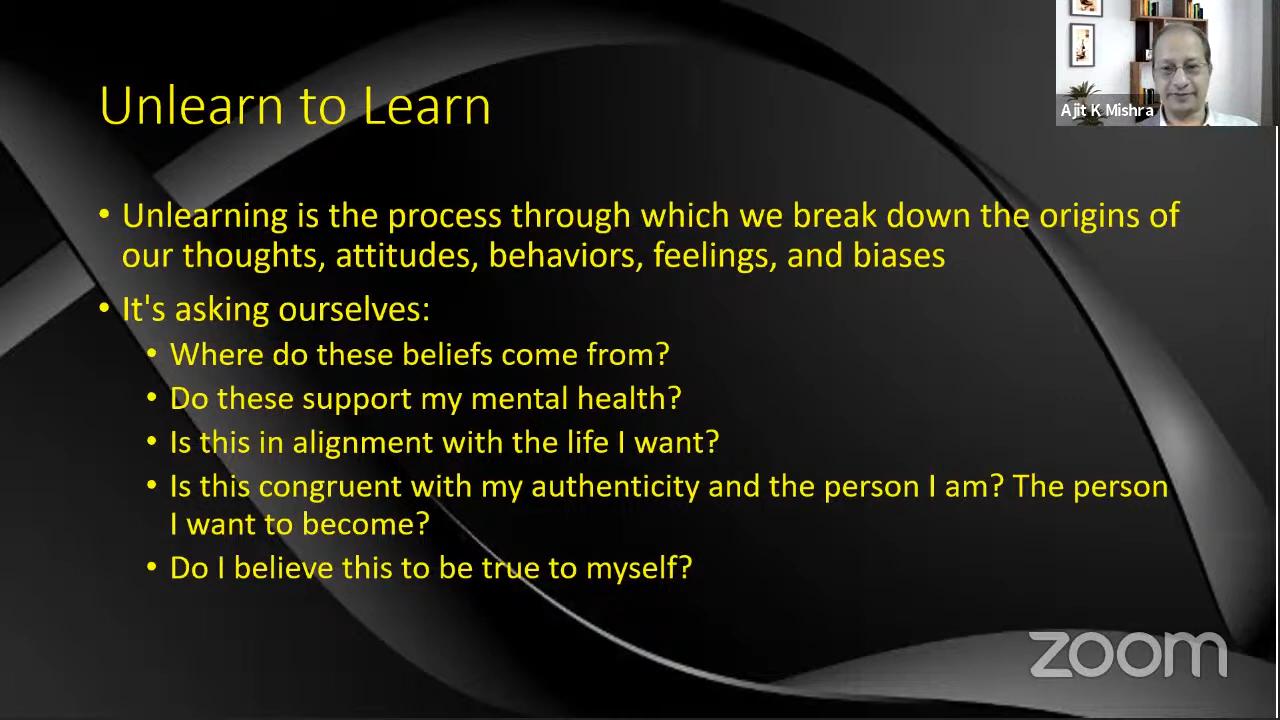 Unlearn to Learn
Ajit K Mishra
• Unlearning is the process through which we break down the origins of
our thoughts, attitudes, behaviors, feelings, and biases
• It's asking ourselves:
• Where do these beliefs come from?
• Do these support my mental health?
• Is this in alignment with the life I want?
• Is this congruent with my authenticity and the person I am? The person
I want to become?
• Do I believe this to be true to myself?
zoom